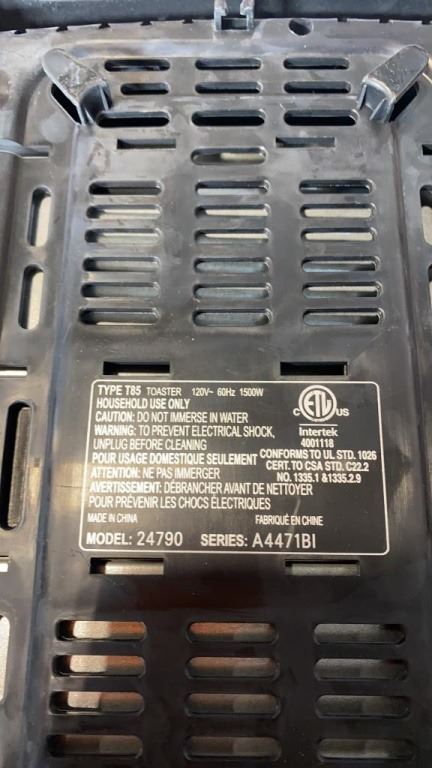 TYPE T85 TOASTER 120V~ 60Hz 1500W
HOUSEHOLD USE ONLY
CAUTION: DO NOT IMMERSE IN WATER
WARNING: TO PREVENT ELECTRICAL SHOCK,
UNPLUG BEFORE CLEANING
POUR USAGE DOMESTIQUE SEULEMENT
ATTENTION: NE PAS IMMERGER
AVERTISSEMENT: DÉBRANCHER AVANT DE NETTOYER
POUR PRÉVENIR LES CHOCS ÉLECTRIQUES
C ETL US
Intertek
4001118
CONFORMS TO UL STD. 1026
CERT. TO CSA STD. C22.2
NO. 1335.1 & 1335.2.9
MADE IN CHINA FABRIQUÉ EN CHINE
MODEL: 24790 SERIES: A4471BI